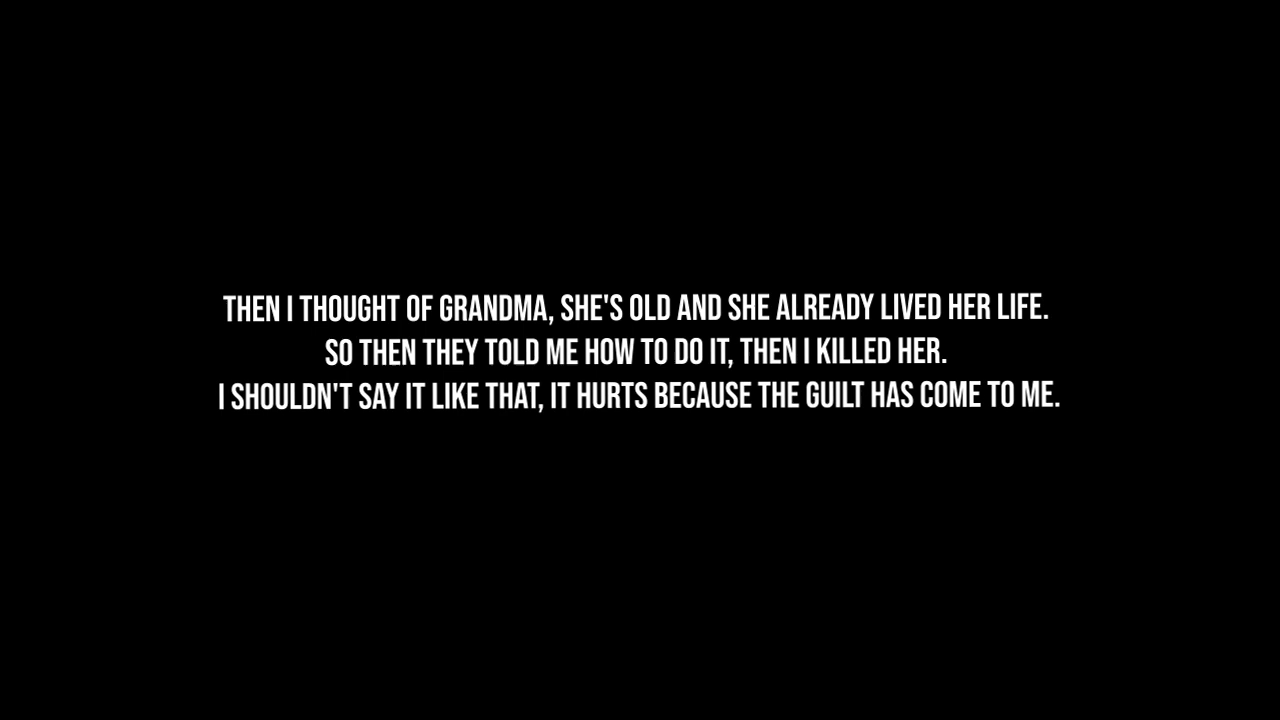 THEN I THOUGHT OF GRANDMA, SHE'S OLD AND SHE ALREADY LIVED HER LIFE.
SO THEN THEY TOLD ME HOW TO DO IT, THEN I KILLED HER.
I SHOULDN'T SAY IT LIKE THAT, IT HURTS BECAUSE THE GUILT HAS COME TO ME.